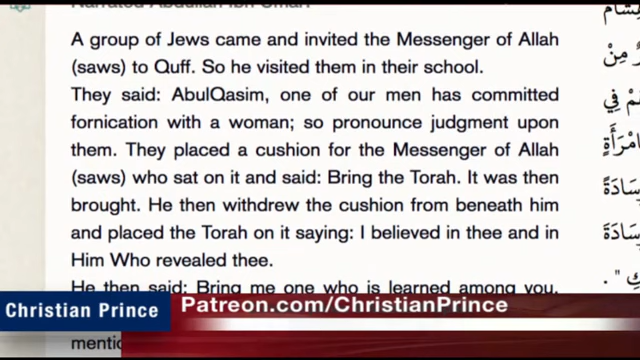 Narrated Abdullah Ibn Umar:
A group of Jews came and invited the Messenger of Allah
(saws) to Quff. So he visited them in their school.
They said: AbulQasim, one of our men has committed
fornication with a woman; so pronounce judgment upon
them. They placed a cushion for the Messenger of Allah
(saws) who sat on it and said: Bring the Torah. It was then
brought. He then withdrew the cushion from beneath him
and placed the Torah on it saying: I believed in thee and in
Him Who revealed thee.
He then said: Bring me one who is learned among you.
Christian Prince
Patreon.com/ChristianPrince